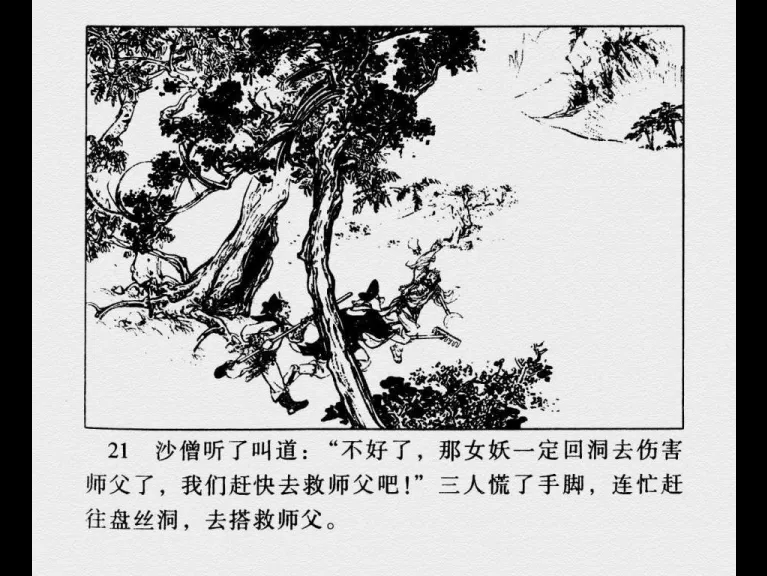 21 沙僧听了叫道：“不好了，那女妖一定回洞去伤害
师父了，我们赶快去救师父吧！”三人慌了手脚，连忙赶
往盘丝洞，去搭救师父。